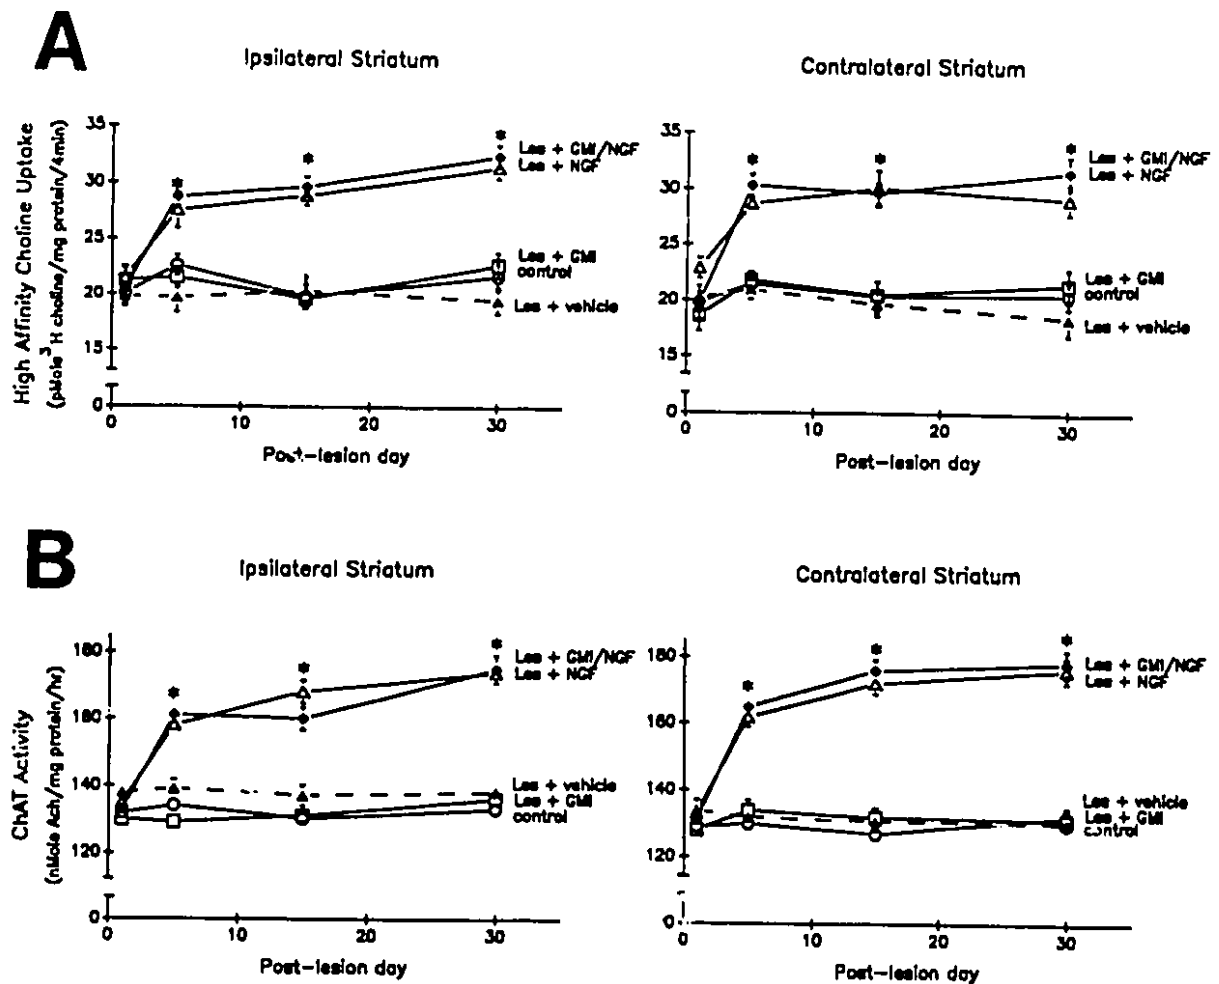 A
Ipsilateral Striatum
Contralateral Striatum
High Affinity Choline Uptake
(pMole³ H choline/mg protein/4min)
35
30
25
20
15
0
0 10 20 30
Post-lesion day
* * *
Les + GM1/NGF
Les + NGF
Les + GM1
control
Les + vehicle
35
30
25
20
15
0
0 10 20 30
Post-lesion day
* * *
Les + GM1/NGF
Les + NGF
Les + GM1
control
Les + vehicle
B
Ipsilateral Striatum
Contralateral Striatum
ChAT Activity
(nMole Ach/mg protein/hr)
180
160
140
120
0
0 10 20 30
Post-lesion day
* * *
Les + GM1/NGF
Les + NGF
Les + vehicle
Les + GM1
control
180
160
140
120
0
0 10 20 30
Post-lesion day
* * *
Les + GM1/NGF
Les + NGF
Les + vehicle
Les + GM1
control